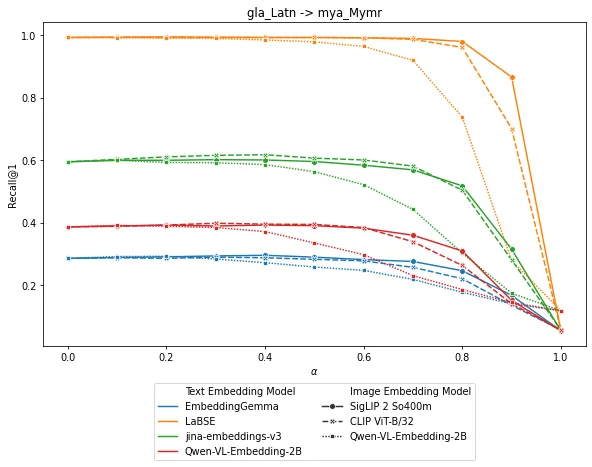 gla_Latn -> mya_Mymr
Recall@1
1.0
0.8
0.6
0.4
0.2
0.0 0.2 0.4 0.6 0.8 1.0
α
Text Embedding Model Image Embedding Model
EmbeddingGemma SigLIP 2 So400m
LaBSE CLIP ViT-B/32
jina-embeddings-v3 Qwen-VL-Embedding-2B
Qwen-VL-Embedding-2B